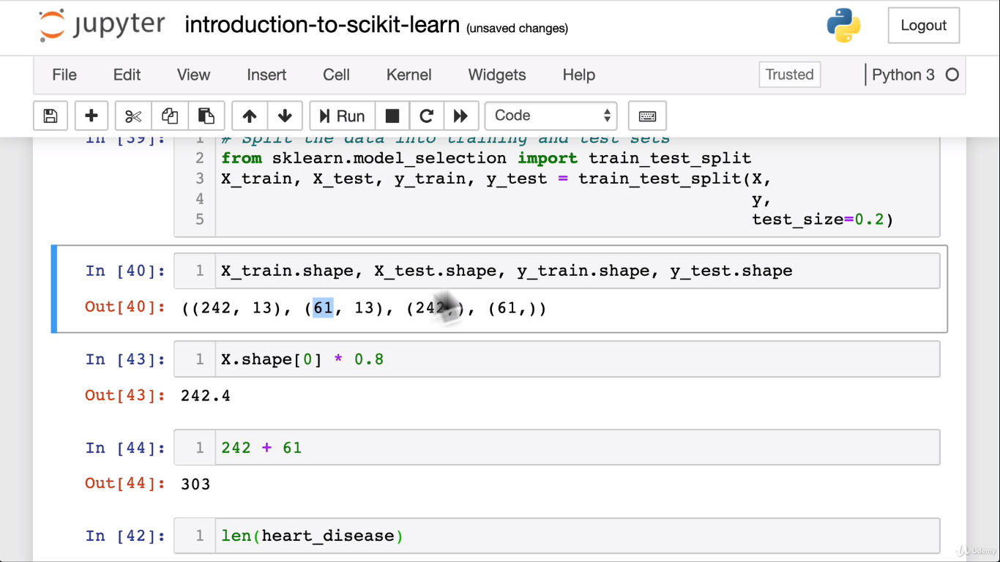 jupyter introduction-to-scikit-learn (unsaved changes) Logout
File Edit View Insert Cell Kernel Widgets Help Trusted Python 3
Run Code
In [39]: 1 # Split the data into training and test sets
2 from sklearn.model_selection import train_test_split
3 X_train, X_test, y_train, y_test = train_test_split(X,
4 y,
5 test_size=0.2)
In [40]: 1 X_train.shape, X_test.shape, y_train.shape, y_test.shape
Out[40]: ((242, 13), (61, 13), (242,), (61,))
In [43]: 1 X.shape[0] * 0.8
Out[43]: 242.4
In [44]: 1 242 + 61
Out[44]: 303
In [42]: 1 len(heart_disease)
Udemy